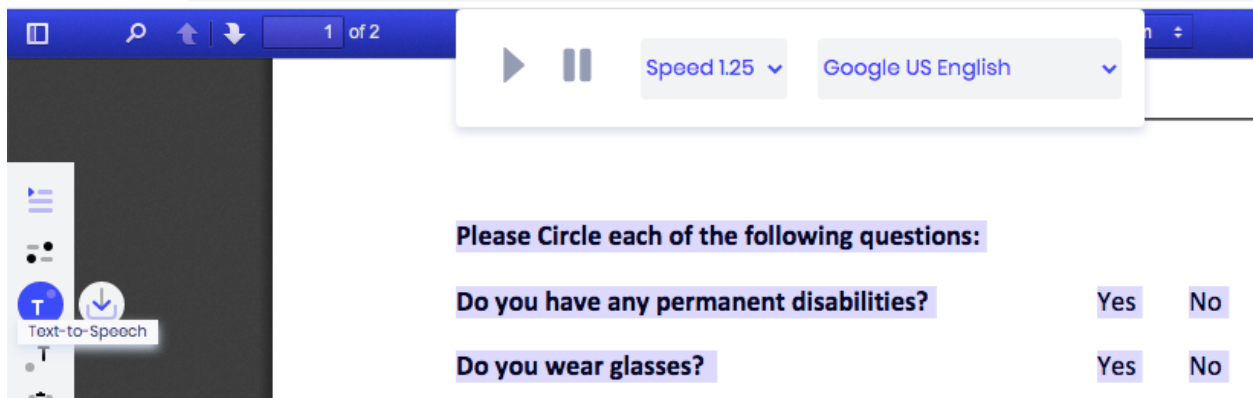 1 of 2
Speed 1.25
Google US English
Please Circle each of the following questions:
Do you have any permanent disabilities? Yes No
T
Text-to-Speech
T
Do you wear glasses? Yes No